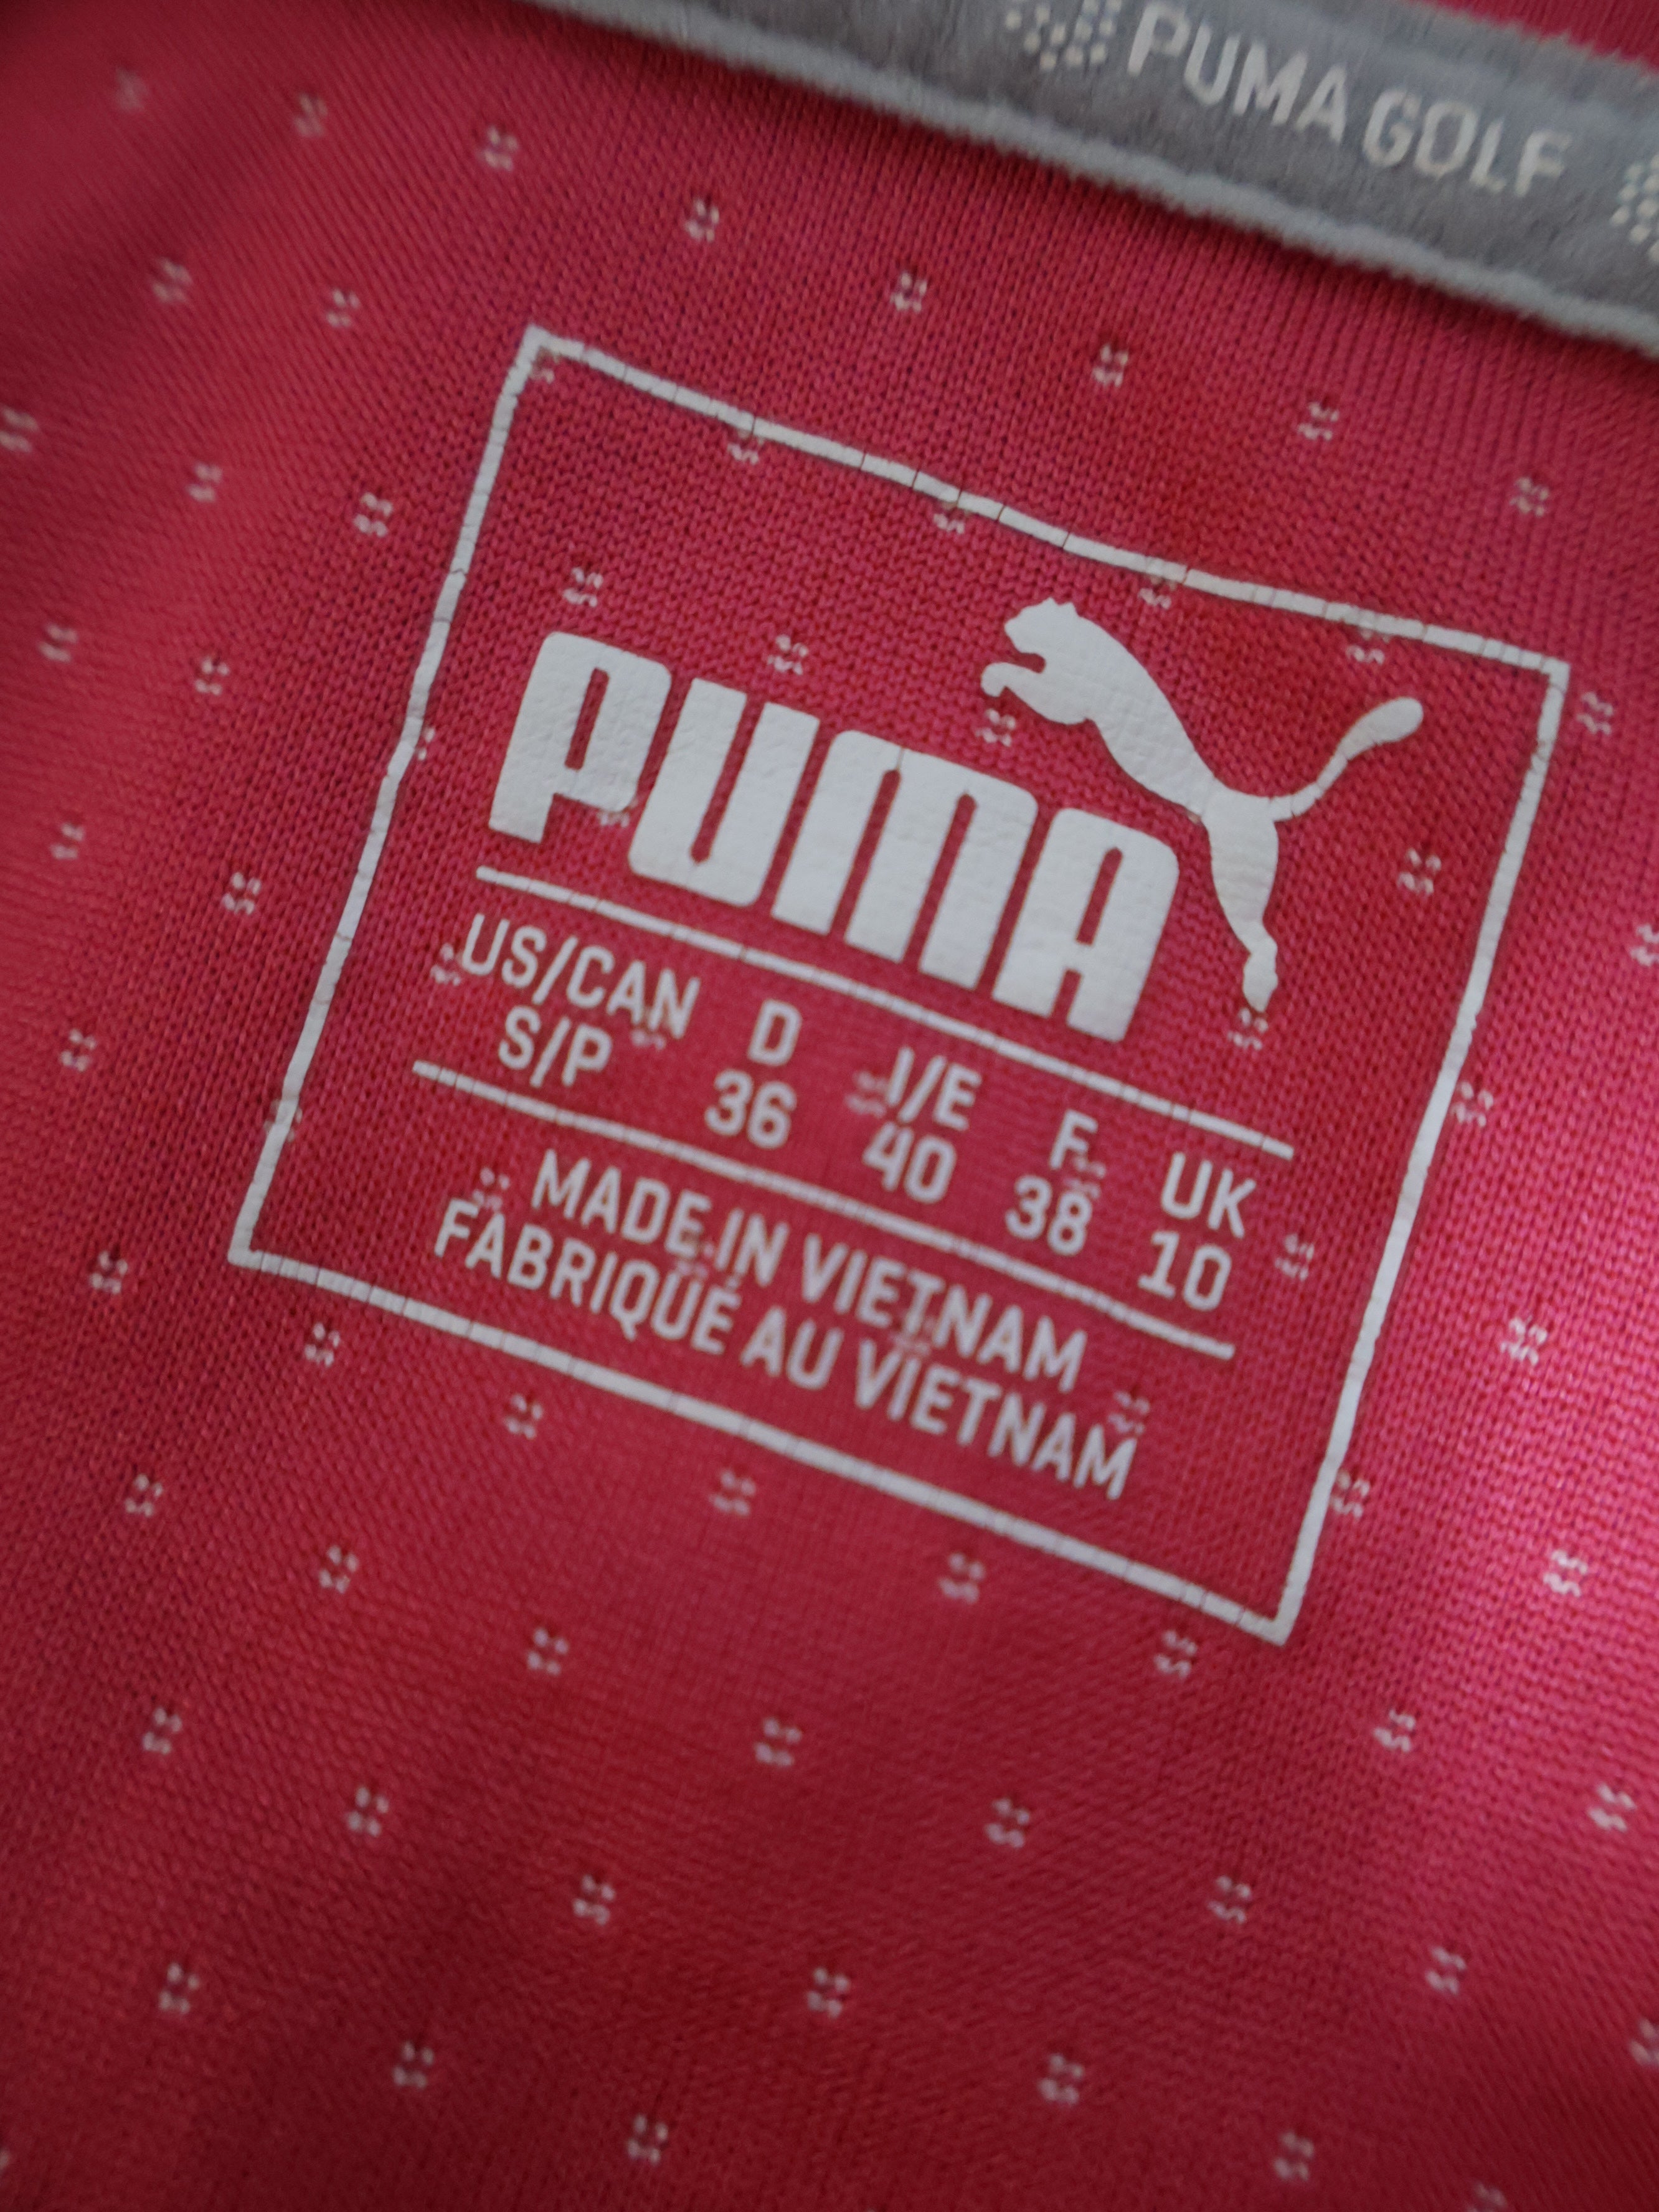 PUMA GOLF
PUMA
US/CAN D I/E F UK
S/P 36 40 38 10
MADE IN VIETNAM
FABRIQUÉ AU VIETNAM